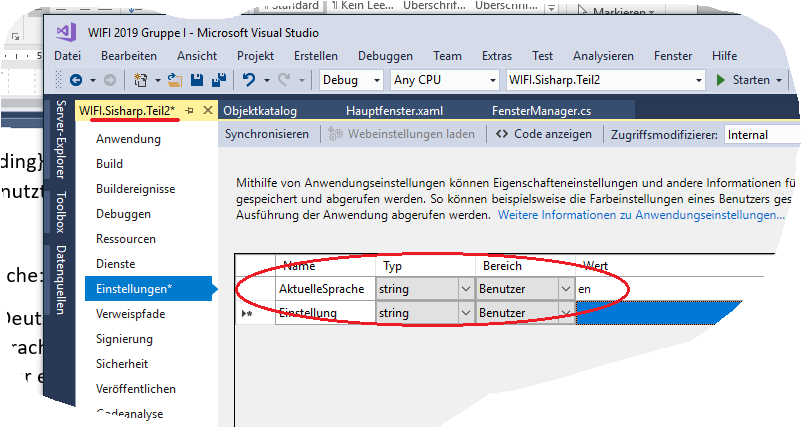 ¶ Standard ¶ Kein Lee... Überschrif... Überschrif...
Markieren
WIFI 2019 Gruppe I - Microsoft Visual Studio
Datei Bearbeiten Ansicht Projekt Erstellen Debuggen Team Extras Test Analysieren Fenster Hilfe
Debug Any CPU WIFI.Sisharp.Teil2 Starten
WIFI.Sisharp.Teil2* Objektkatalog Hauptfenster.xaml FensterManager.cs
Server-Explorer
Toolbox
Datenquellen
Anwendung
Build
Buildereignisse
Debuggen
Ressourcen
Dienste
Einstellungen*
Verweispfade
Signierung
Sicherheit
Veröffentlichen
Codeanalyse
Synchronisieren Webeinstellungen laden <> Code anzeigen Zugriffsmodifizierer: Internal
Mithilfe von Anwendungseinstellungen können Eigenschafteneinstellungen und andere Informationen fü
gespeichert und abgerufen werden. So können beispielsweise die Farbeinstellungen eines Benutzers ges
Ausführung der Anwendung abgerufen werden. Weitere Informationen zu Anwendungseinstellungen...
Name Typ Bereich Wert
AktuelleSprache string Benutzer en
Einstellung string Benutzer
ding}
nutzt
che:
Deut
rach
r e